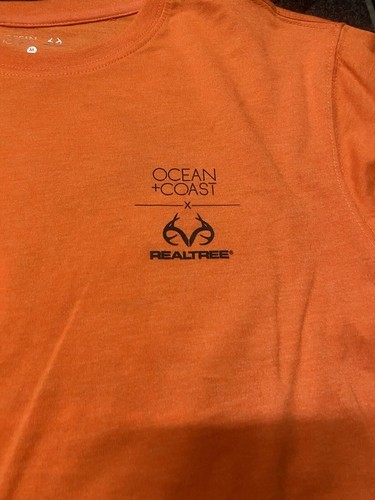 M
OCEAN
+COAST
x
REALTREE®